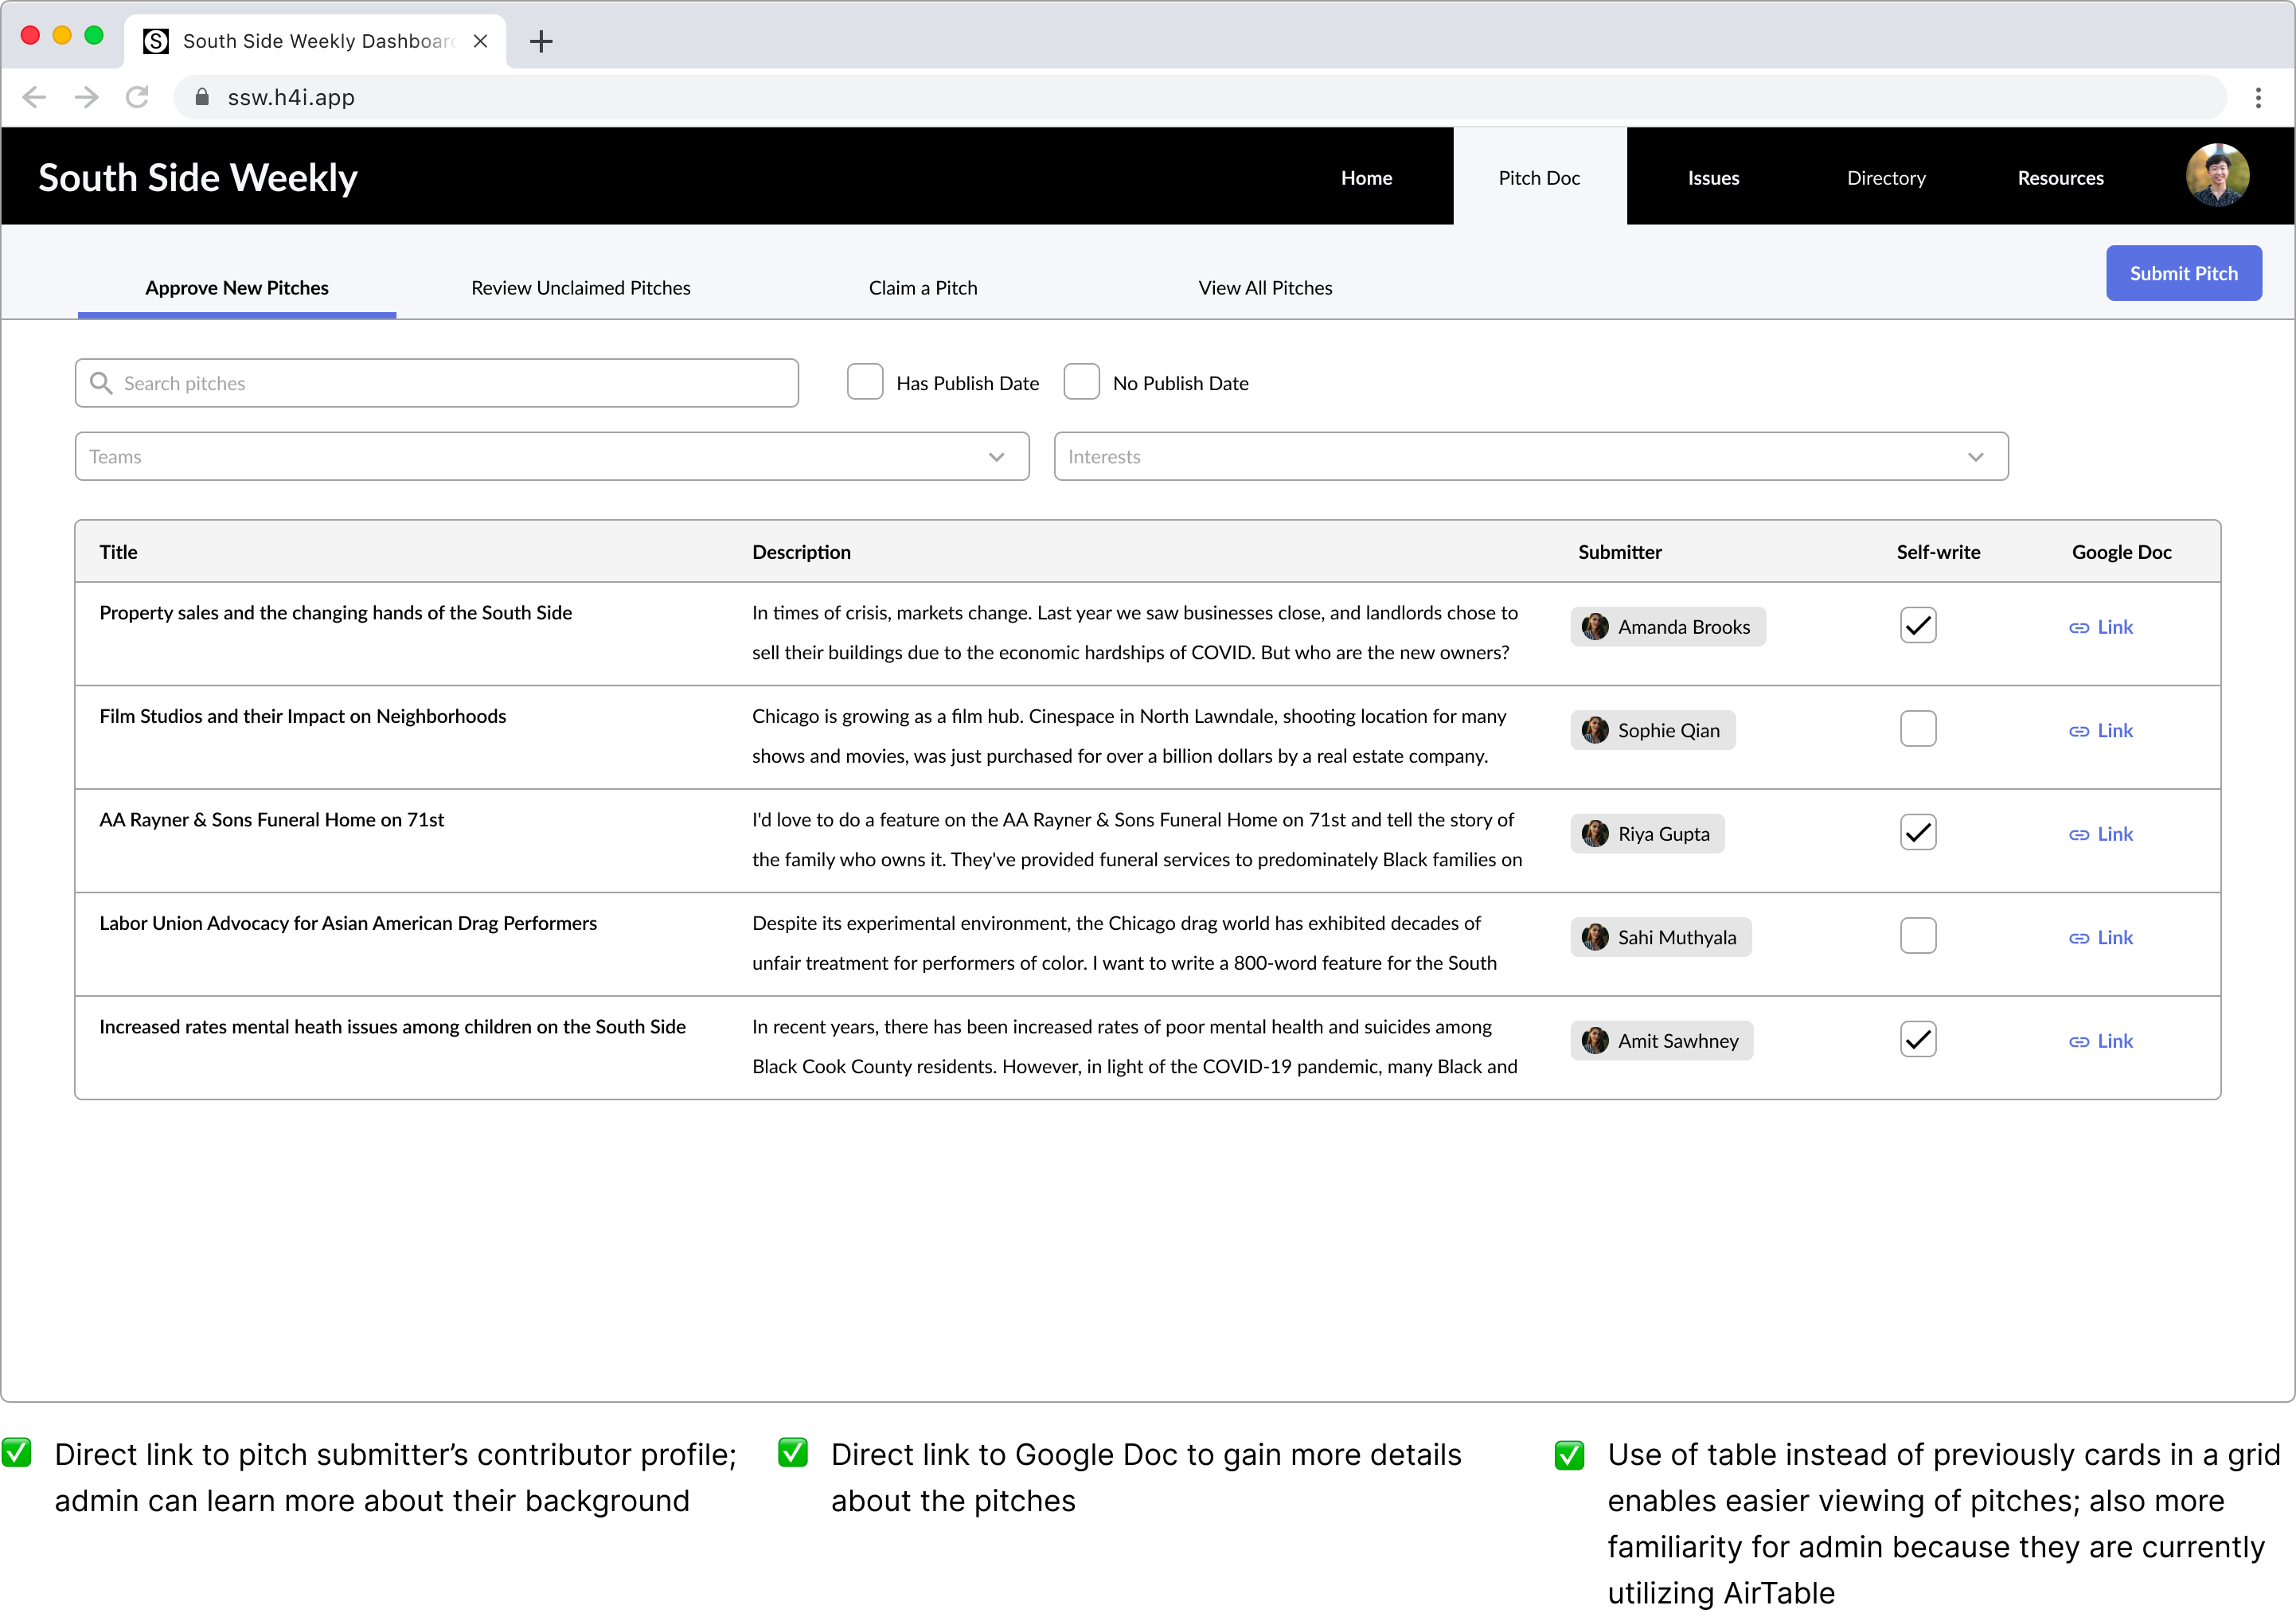 South Side Weekly Dashboard
ssw.h4i.app
South Side Weekly
Home
Pitch Doc
Issues
Directory
Resources
Approve New Pitches
Review Unclaimed Pitches
Claim a Pitch
View All Pitches
Submit Pitch
Search pitches
Has Publish Date
No Publish Date
Teams
Interests
Title
Description
Submitter
Self-write
Google Doc
Property sales and the changing hands of the South Side
In times of crisis, markets change. Last year we saw businesses close, and landlords chose to
sell their buildings due to the economic hardships of COVID. But who are the new owners?
Amanda Brooks
Link
Film Studios and their Impact on Neighborhoods
Chicago is growing as a film hub. Cinespace in North Lawndale, shooting location for many
shows and movies, was just purchased for over a billion dollars by a real estate company.
Sophie Qian
Link
AA Rayner & Sons Funeral Home on 71st
I'd love to do a feature on the AA Rayner & Sons Funeral Home on 71st and tell the story of
the family who owns it. They've provided funeral services to predominately Black families on
Riya Gupta
Link
Labor Union Advocacy for Asian American Drag Performers
Despite its experimental environment, the Chicago drag world has exhibited decades of
unfair treatment for performers of color. I want to write a 800-word feature for the South
Sahi Muthyala
Link
Increased rates mental heath issues among children on the South Side
In recent years, there has been increased rates of poor mental health and suicides among
Black Cook County residents. However, in light of the COVID-19 pandemic, many Black and
Amit Sawhney
Link
Direct link to pitch submitter’s contributor profile;
admin can learn more about their background
Direct link to Google Doc to gain more details
about the pitches
Use of table instead of previously cards in a grid
enables easier viewing of pitches; also more
familiarity for admin because they are currently
utilizing AirTable